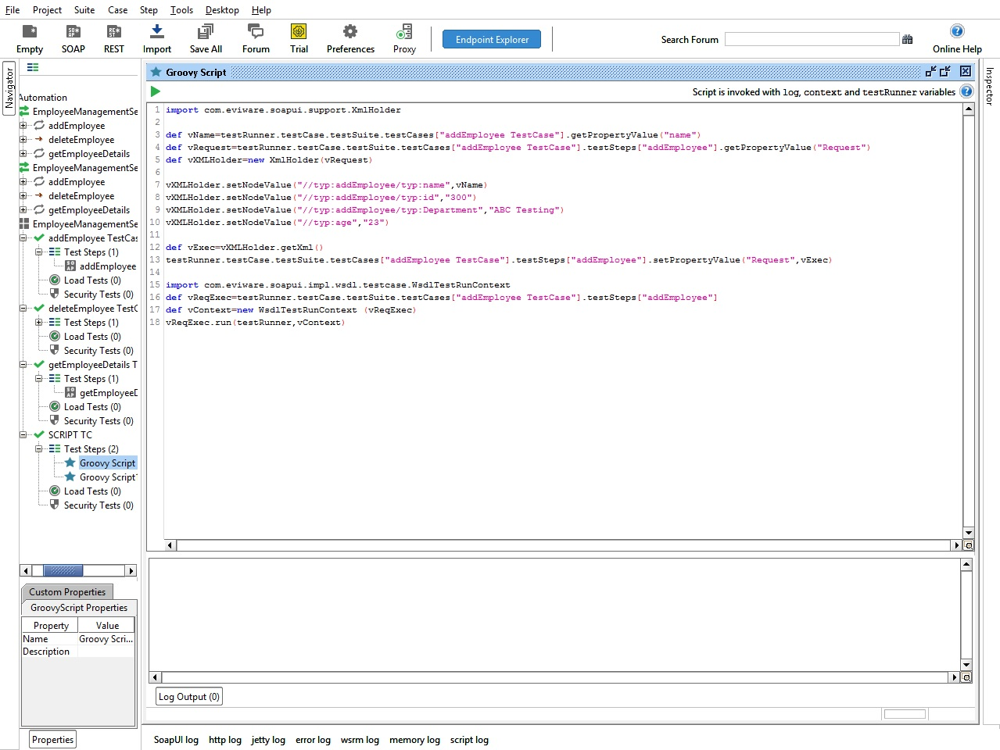 File Project Suite Case Step Tools Desktop Help
Empty SOAP REST Import Save All Forum Trial Preferences Proxy Endpoint Explorer Search Forum Online Help
Navigator
Inspector
Automation
EmployeeManagementSe
addEmployee
deleteEmployee
getEmployeeDetails
EmployeeManagementSe
addEmployee
deleteEmployee
getEmployeeDetails
EmployeeManagementSe
addEmployee TestCas
Test Steps (1)
addEmployee
Load Tests (0)
Security Tests (0)
deleteEmployee TestC
Test Steps (1)
Load Tests (0)
Security Tests (0)
getEmployeeDetails T
Test Steps (1)
getEmployeeD
Load Tests (0)
Security Tests (0)
SCRIPT TC
Test Steps (2)
Groovy Script
Groovy Script
Load Tests (0)
Security Tests (0)
Custom Properties
GroovyScript Properties
Property Value
Name Groovy Scri...
Description
Properties
Groovy Script
Script is invoked with log, context and testRunner variables
1 import com.eviware.soapui.support.XmlHolder
2
3 def vName=testRunner.testCase.testSuite.testCases["addEmployee TestCase"].getPropertyValue("name")
4 def vRequest=testRunner.testCase.testSuite.testCases["addEmployee TestCase"].testSteps["addEmployee"].getPropertyValue("Request")
5 def vXMLHolder=new XmlHolder(vRequest)
6
7 vXMLHolder.setNodeValue("//typ:addEmployee/typ:name",vName)
8 vXMLHolder.setNodeValue("//typ:addEmployee/typ:id","300")
9 vXMLHolder.setNodeValue("//typ:addEmployee/typ:Department","ABC Testing")
10 vXMLHolder.setNodeValue("//typ:age","23")
11
12 def vExec=vXMLHolder.getXml()
13 testRunner.testCase.testSuite.testCases["addEmployee TestCase"].testSteps["addEmployee"].setPropertyValue("Request",vExec)
14
15 import com.eviware.soapui.impl.wsdl.testcase.WsdlTestRunContext
16 def vReqExec=testRunner.testCase.testSuite.testCases["addEmployee TestCase"].testSteps["addEmployee"]
17 def vContext=new WsdlTestRunContext (vReqExec)
18 vReqExec.run(testRunner,vContext)
Log Output (0)
SoapUI log http log jetty log error log wsrm log memory log script log